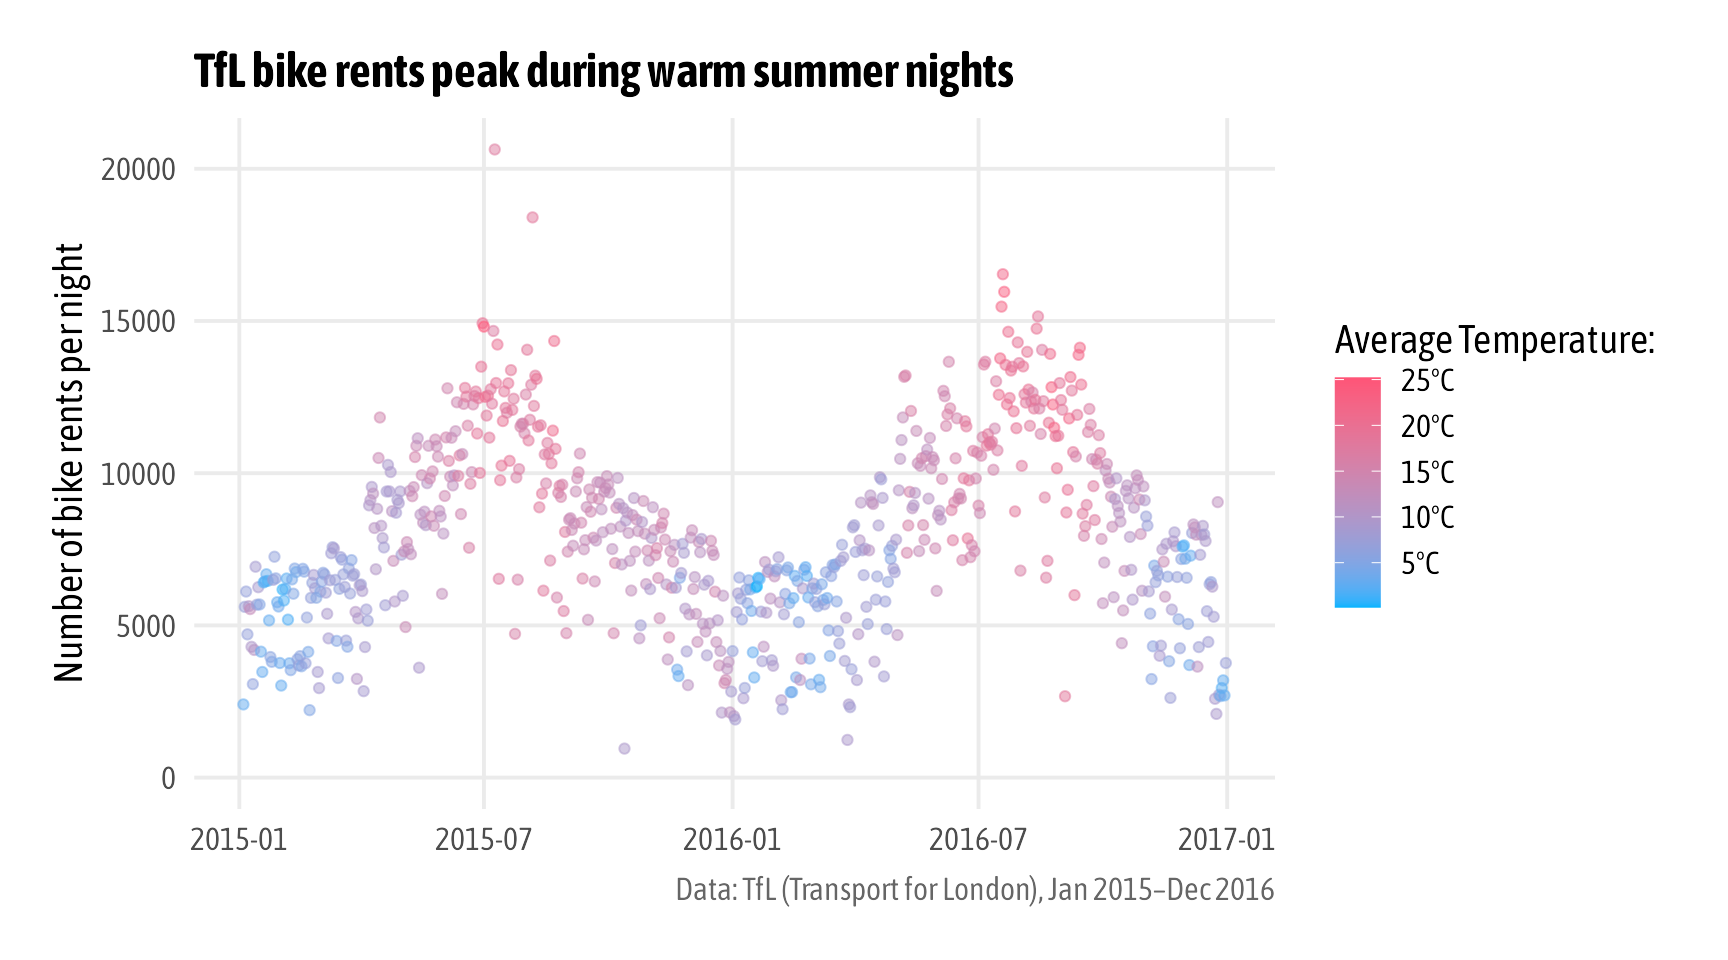 TfL bike rents peak during warm summer nights
Number of bike rents per night
20000
15000
10000
5000
0
2015-01
2015-07
2016-01
2016-07
2017-01
Average Temperature:
25°C
20°C
15°C
10°C
5°C
Data: TfL (Transport for London), Jan 2015–Dec 2016